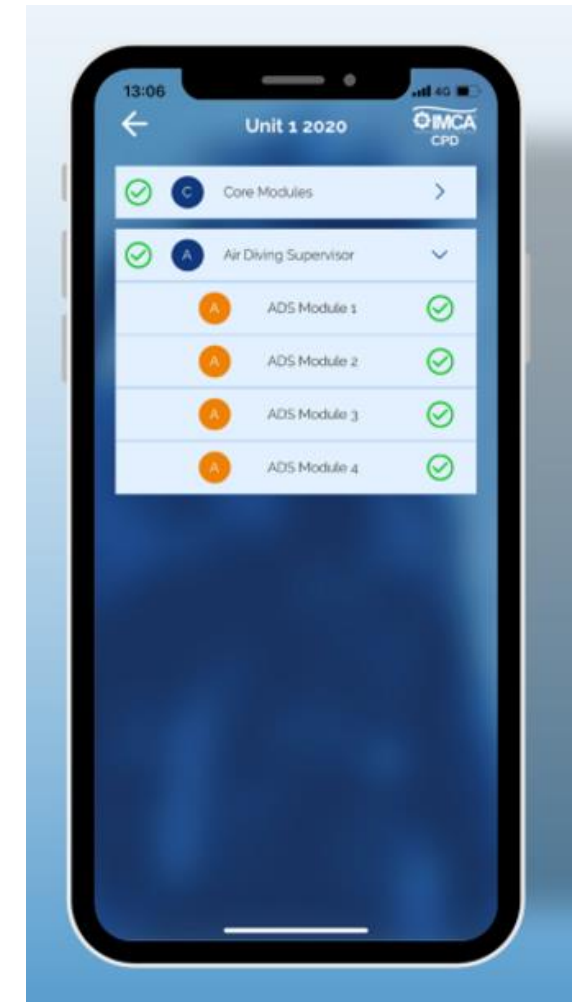 13:06
4G
Unit 1 2020
IMCA
CPD
C
Core Modules
A
Air Diving Supervisor
A
ADS Module 1
A
ADS Module 2
A
ADS Module 3
A
ADS Module 4